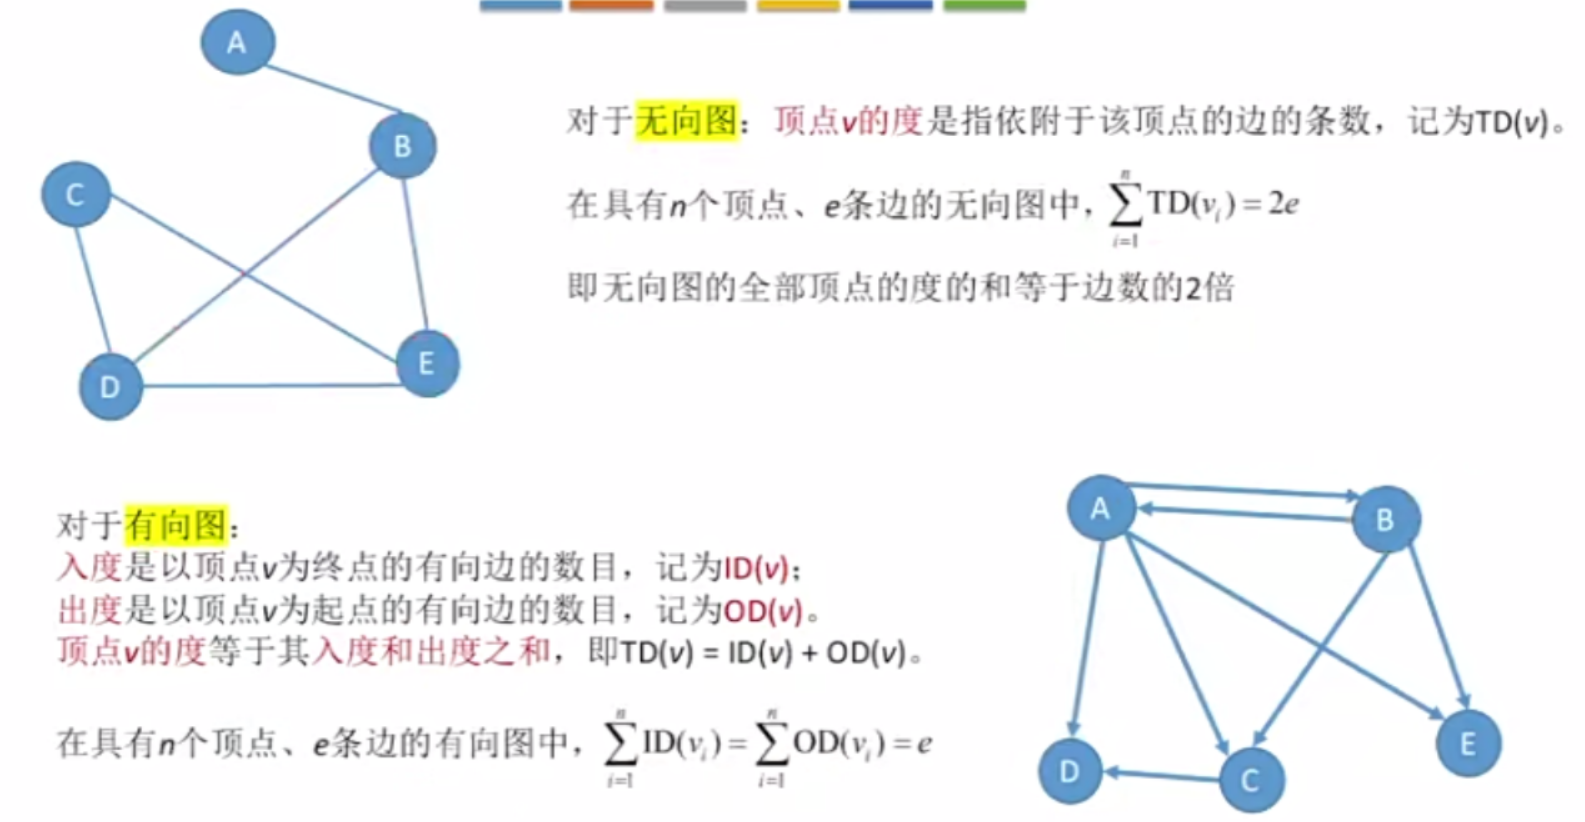 A
B
C
D
E
对于无向图：顶点v的度是指依附于该顶点的边的条数，记为TD(v)。
在具有n个顶点、e条边的无向图中，$\sum_{i=1}^{n} TD(v_i) = 2e$
即无向图的全部顶点的度的和等于边数的2倍
对于有向图：
入度是以顶点v为终点的有向边的数目，记为ID(v)；
出度是以顶点v为起点的有向边的数目，记为OD(v)。
顶点v的度等于其入度和出度之和，即TD(v) = ID(v) + OD(v)。
在具有n个顶点、e条边的有向图中，$\sum_{i=1}^{n} ID(v_i) = \sum_{i=1}^{n} OD(v_i) = e$
A
B
E
D
C